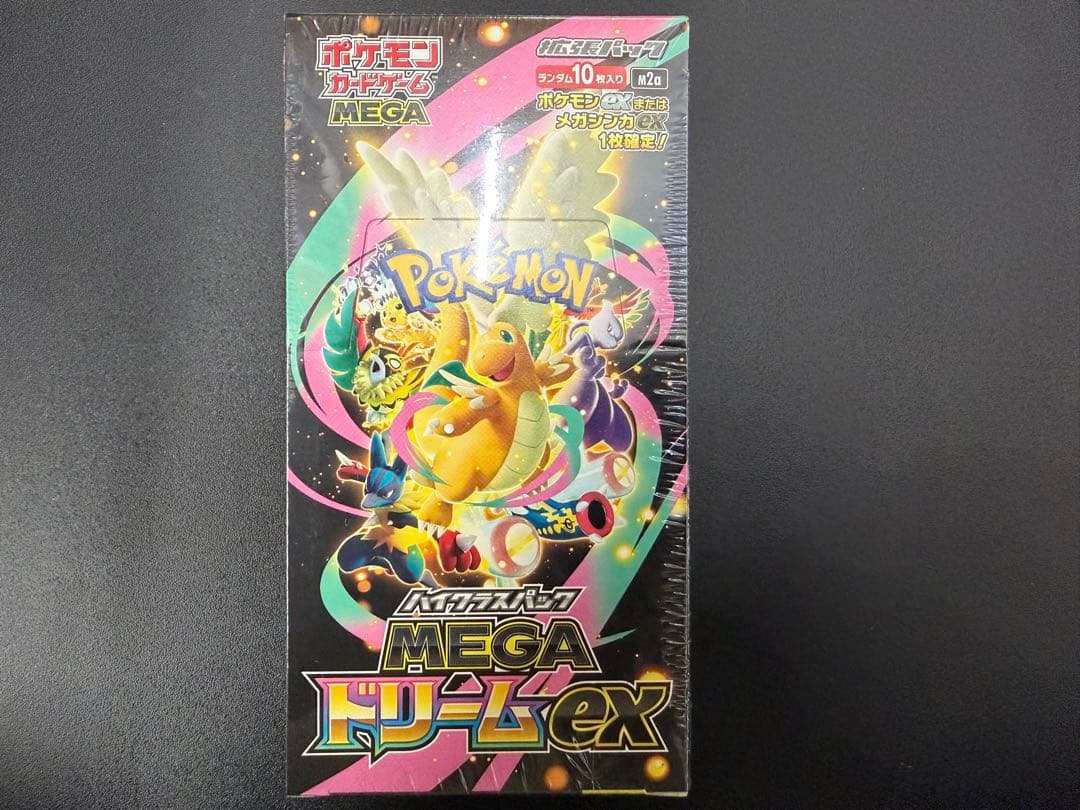 ポケモン
カードゲーム
MEGA
拡張パック
ランダム10枚入り
M2a
ポケモンexまたは
メガシンカex
1枚確定!
POKÉMON
ハイクラスパック
MEGA
ドリームex